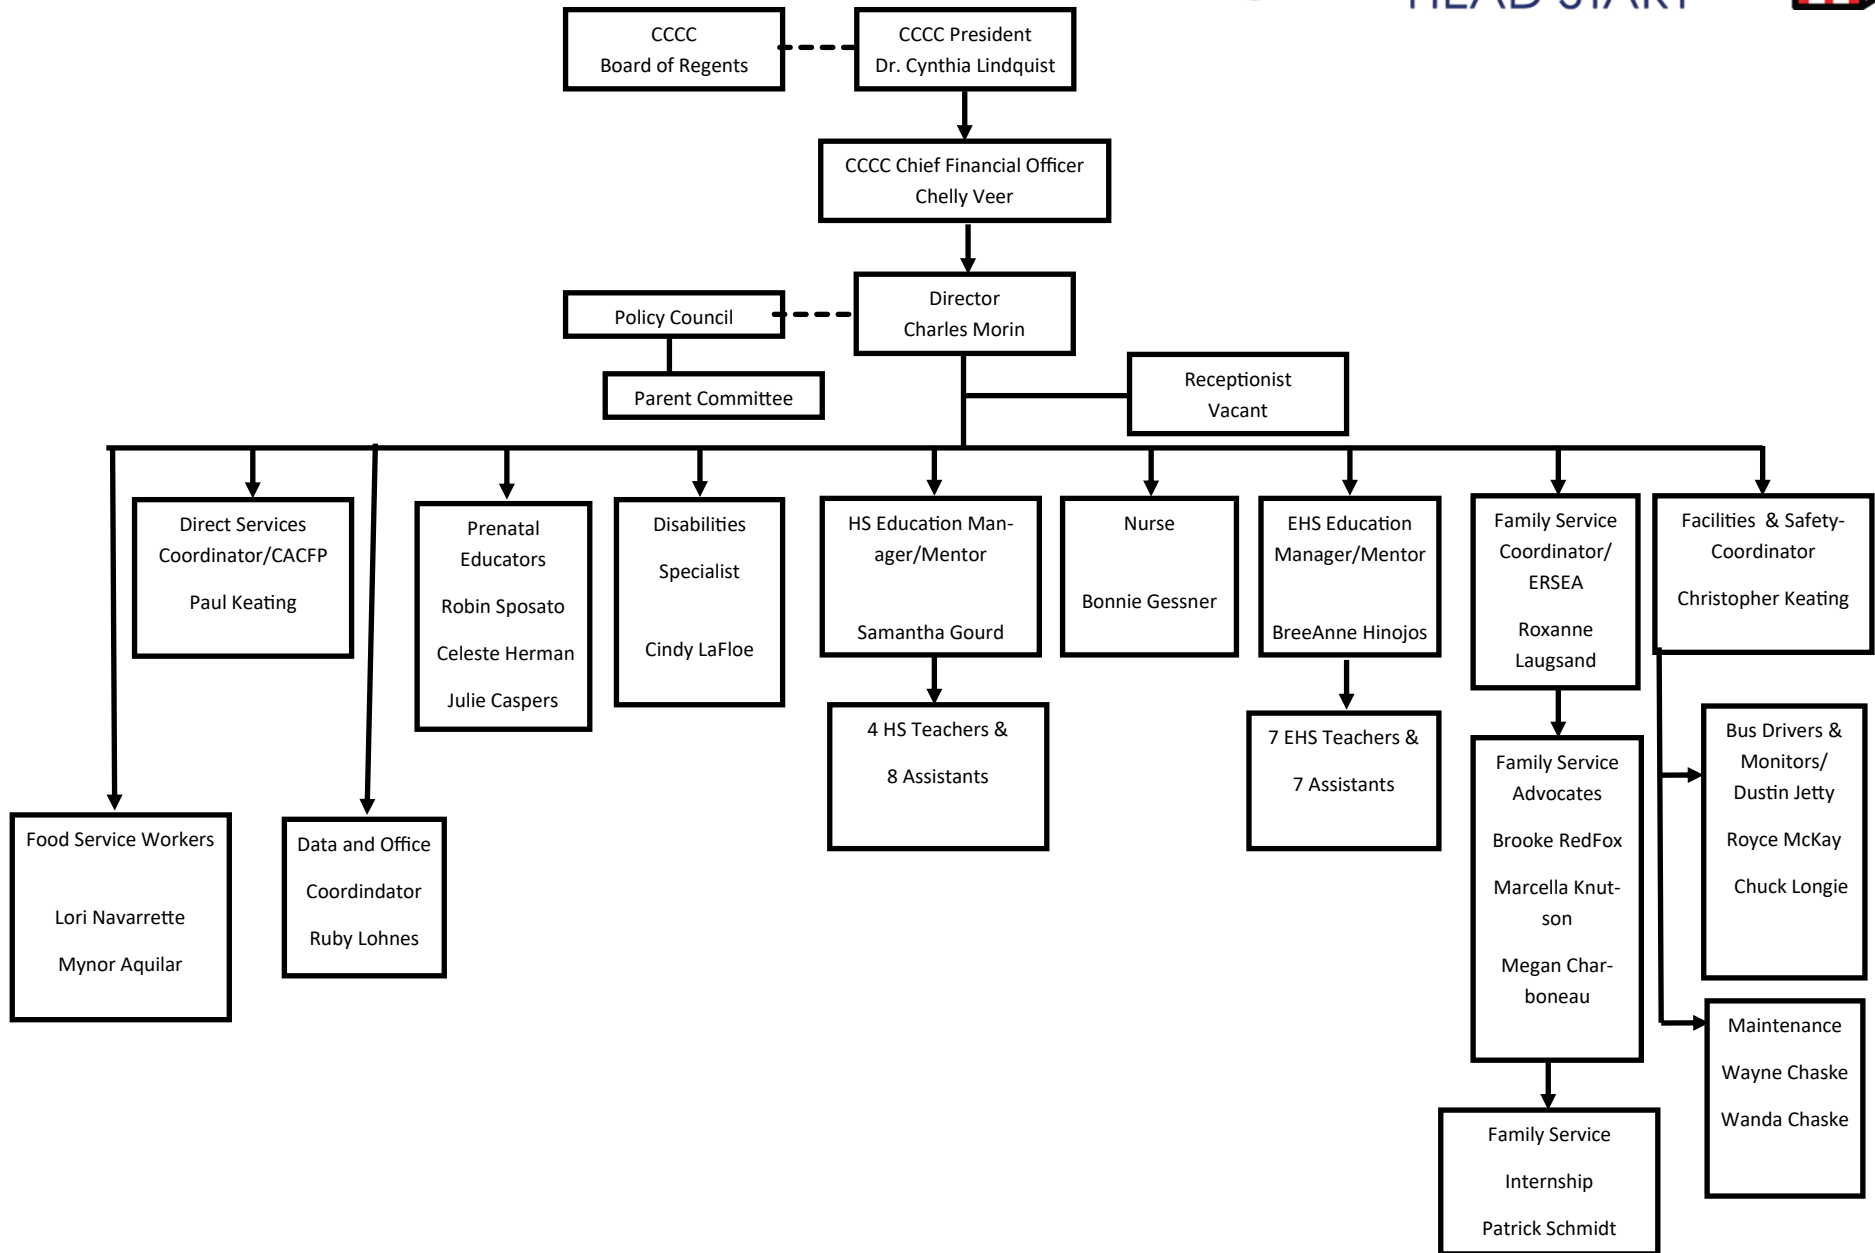 HEAD START
CCCC
Board of Regents
CCCC President
Dr. Cynthia Lindquist
CCCC Chief Financial Officer
Chelly Veer
Director
Charles Morin
Policy Council
Parent Committee
Receptionist
Vacant
Direct Services
Coordinator/CACFP
Paul Keating
Prenatal
Educators
Robin Sposato
Celeste Herman
Julie Caspers
Disabilities
Specialist
Cindy LaFloe
HS Education Man-
ager/Mentor
Samantha Gourd
Nurse
Bonnie Gessner
EHS Education
Manager/Mentor
BreeAnne Hinojos
Family Service
Coordinator/
ERSEA
Roxanne
Laugsand
Facilities & Safety-
Coordinator
Christopher Keating
4 HS Teachers &
8 Assistants
7 EHS Teachers &
7 Assistants
Family Service
Advocates
Brooke RedFox
Marcella Knut-
son
Megan Char-
boneau
Bus Drivers &
Monitors/
Dustin Jetty
Royce McKay
Chuck Longie
Food Service Workers
Lori Navarrette
Mynor Aquilar
Data and Office
Coordindator
Ruby Lohnes
Maintenance
Wayne Chaske
Wanda Chaske
Family Service
Internship
Patrick Schmidt